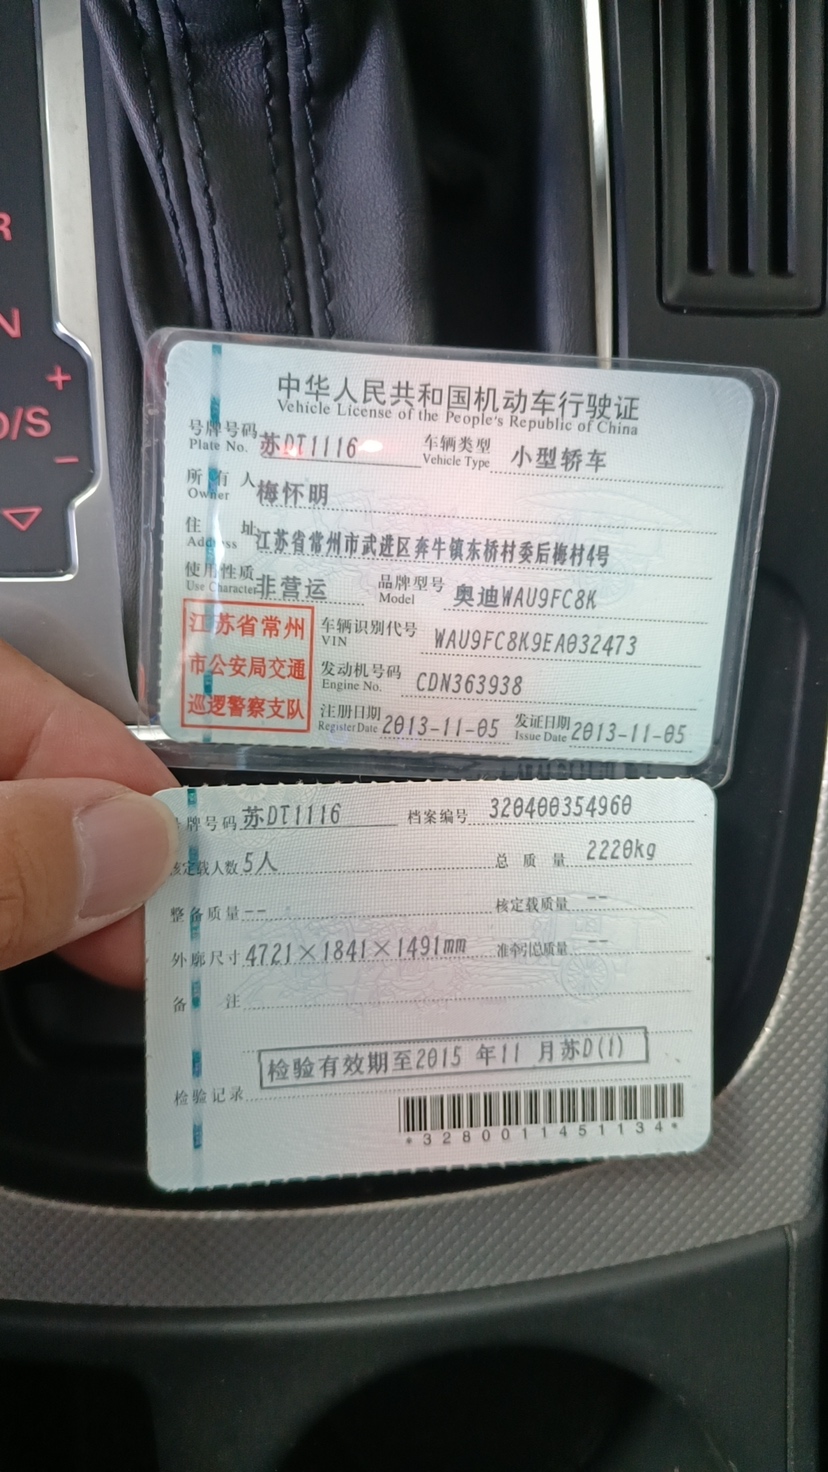 R
N
+
D/S
−
中华人民共和国机动车行驶证
Vehicle License of the People's Republic of China
号牌号码 苏DT1116 车辆类型 小型轿车
Plate No. Vehicle Type
所有人 梅怀明
Owner
住址 江苏省常州市武进区奔牛镇东桥村委后梅村4号
Address
使用性质 非营运 品牌型号 奥迪WAU9FC8K
Use Character Model
江苏省常州
市公安局交通
巡逻警察支队
车辆识别代号 WAU9FC8K9EA032473
VIN
发动机号码 CDN363938
Engine No.
注册日期 2013-11-05 发证日期 2013-11-05
Register Date Issue Date
号牌号码 苏DT1116 档案编号 320400354960
核定载人数 5人 总质量 2220kg
整备质量 -- 核定载质量 --
外廓尺寸 4721×1841×1491mm 准牵引总质量 --
备注
检验有效期至2015年11月苏D(1)
检验记录
*3280011451134*